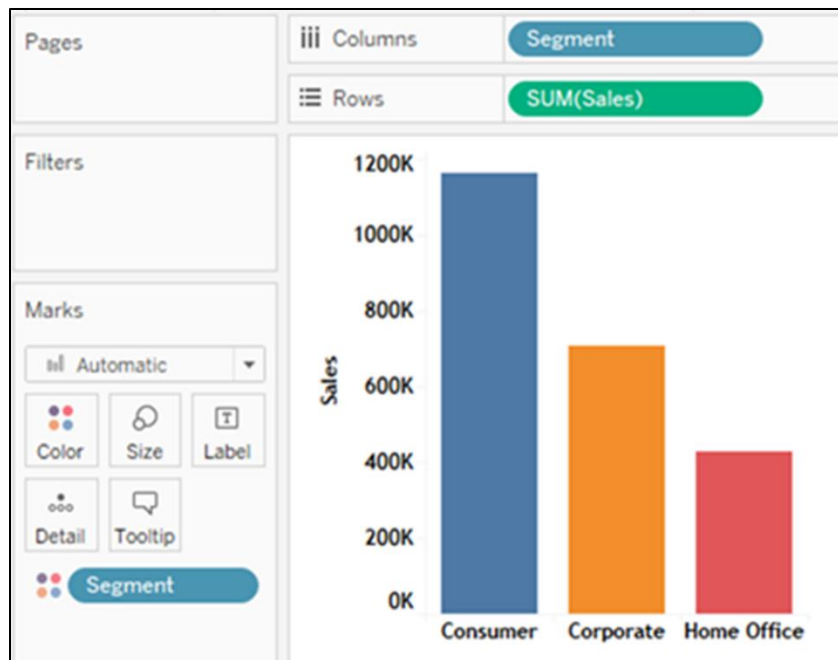 Pages
Columns
Segment
Rows
SUM(Sales)
Filters
Marks
Automatic
Color
Size
Label
Detail
Tooltip
Segment
Sales
1200K
1000K
800K
600K
400K
200K
0K
Consumer
Corporate
Home Office